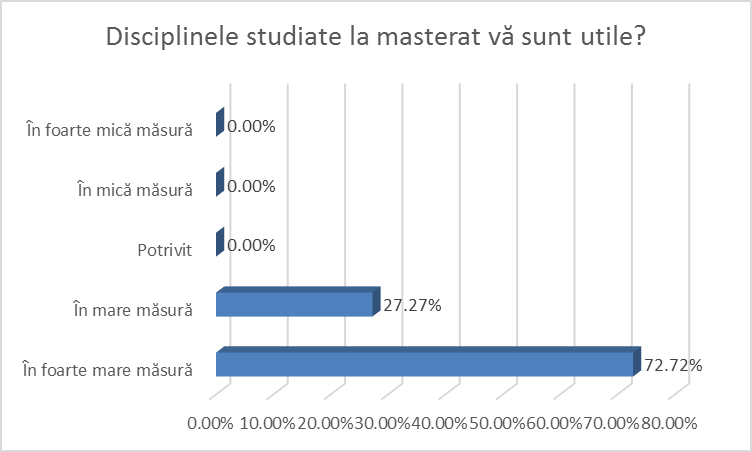 Disciplinele studiate la masterat vă sunt utile?
În foarte mică măsură 0.00%
În mică măsură 0.00%
Potrivit 0.00%
În mare măsură 27.27%
În foarte mare măsură 72.72%
0.00% 10.00% 20.00% 30.00% 40.00% 50.00% 60.00% 70.00% 80.00%